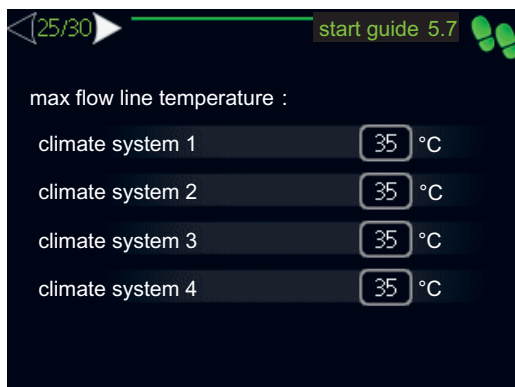 25/30
start guide 5.7
max flow line temperature :
climate system 1 35 °C
climate system 2 35 °C
climate system 3 35 °C
climate system 4 35 °C